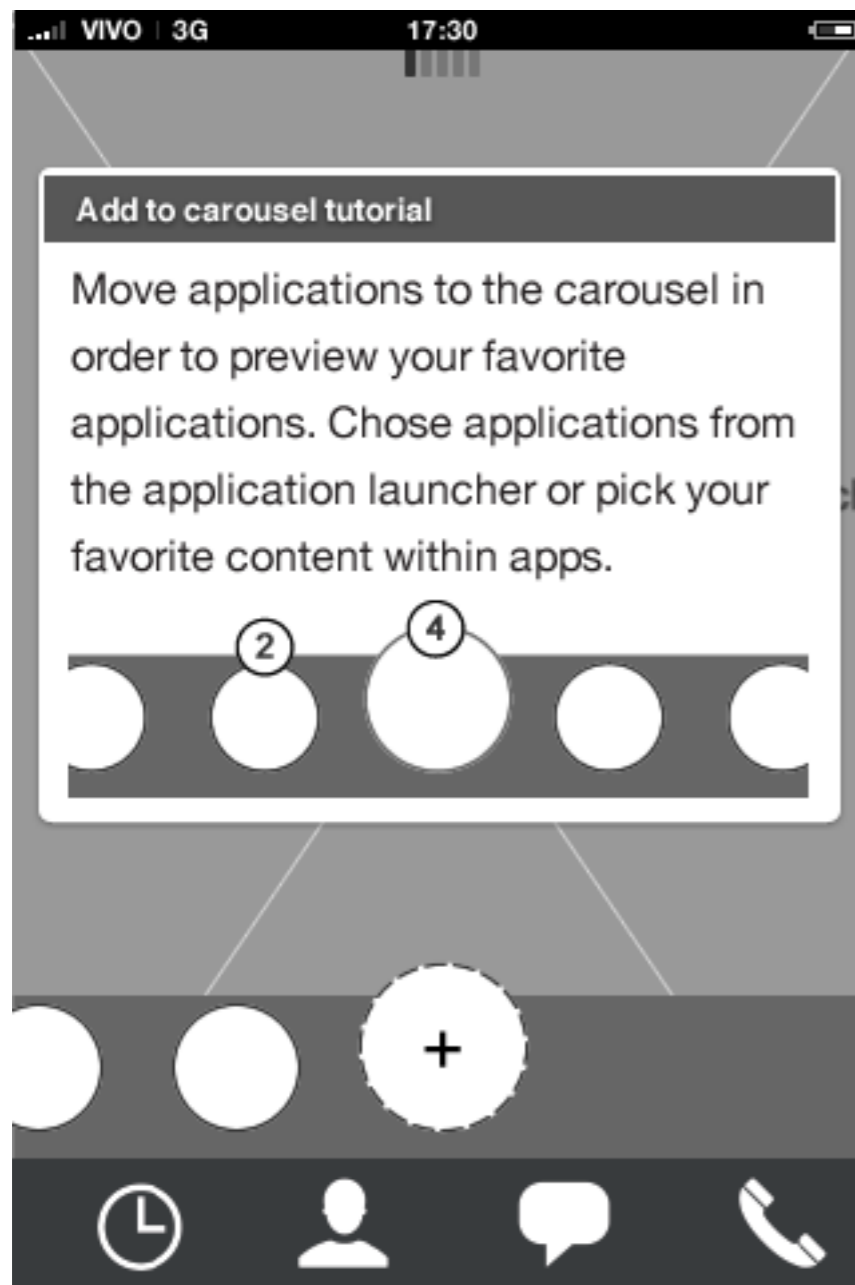 VIVO 3G 17:30
Add to carousel tutorial
Move applications to the carousel in
order to preview your favorite
applications. Chose applications from
the application launcher or pick your
favorite content within apps.
2 4
+